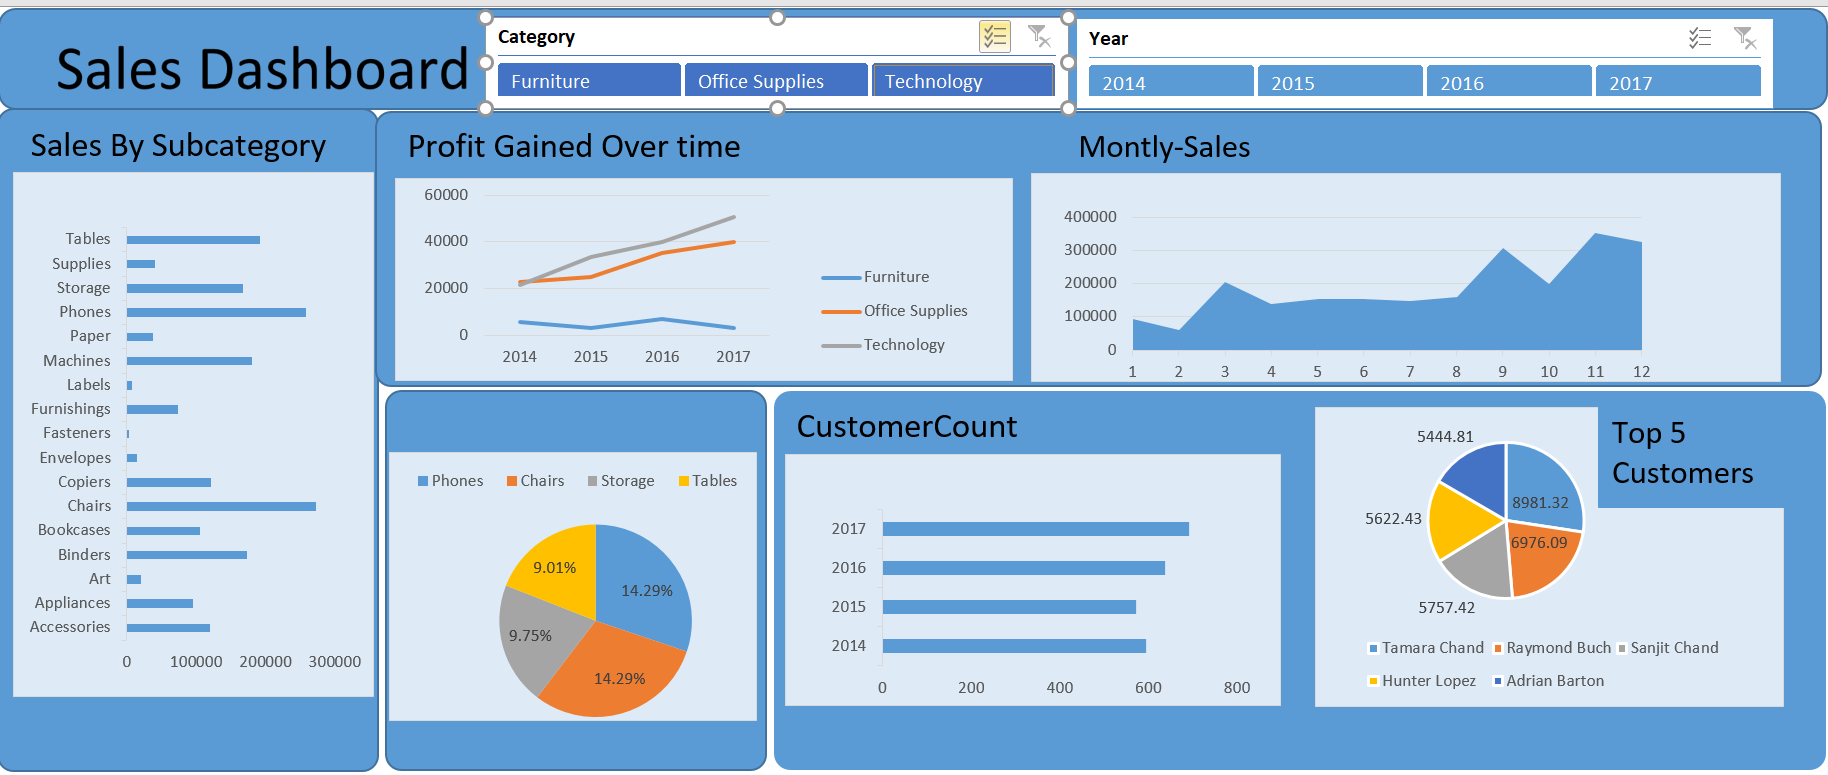 Sales Dashboard
Category
Furniture
Office Supplies
Technology
Year
2014
2015
2016
2017
Sales By Subcategory
Tables
Supplies
Storage
Phones
Paper
Machines
Labels
Furnishings
Fasteners
Envelopes
Copiers
Chairs
Bookcases
Binders
Art
Appliances
Accessories
0 100000 200000 300000
Profit Gained Over time
60000
40000
20000
0
2014 2015 2016 2017
Furniture
Office Supplies
Technology
Montly-Sales
400000
300000
200000
100000
0
1 2 3 4 5 6 7 8 9 10 11 12
Phones Chairs Storage Tables
9.01%
14.29%
9.75%
14.29%
CustomerCount
2017
2016
2015
2014
0 200 400 600 800
Top 5
Customers
5444.81
8981.32
5622.43
6976.09
5757.42
Tamara Chand Raymond Buch Sanjit Chand
Hunter Lopez Adrian Barton